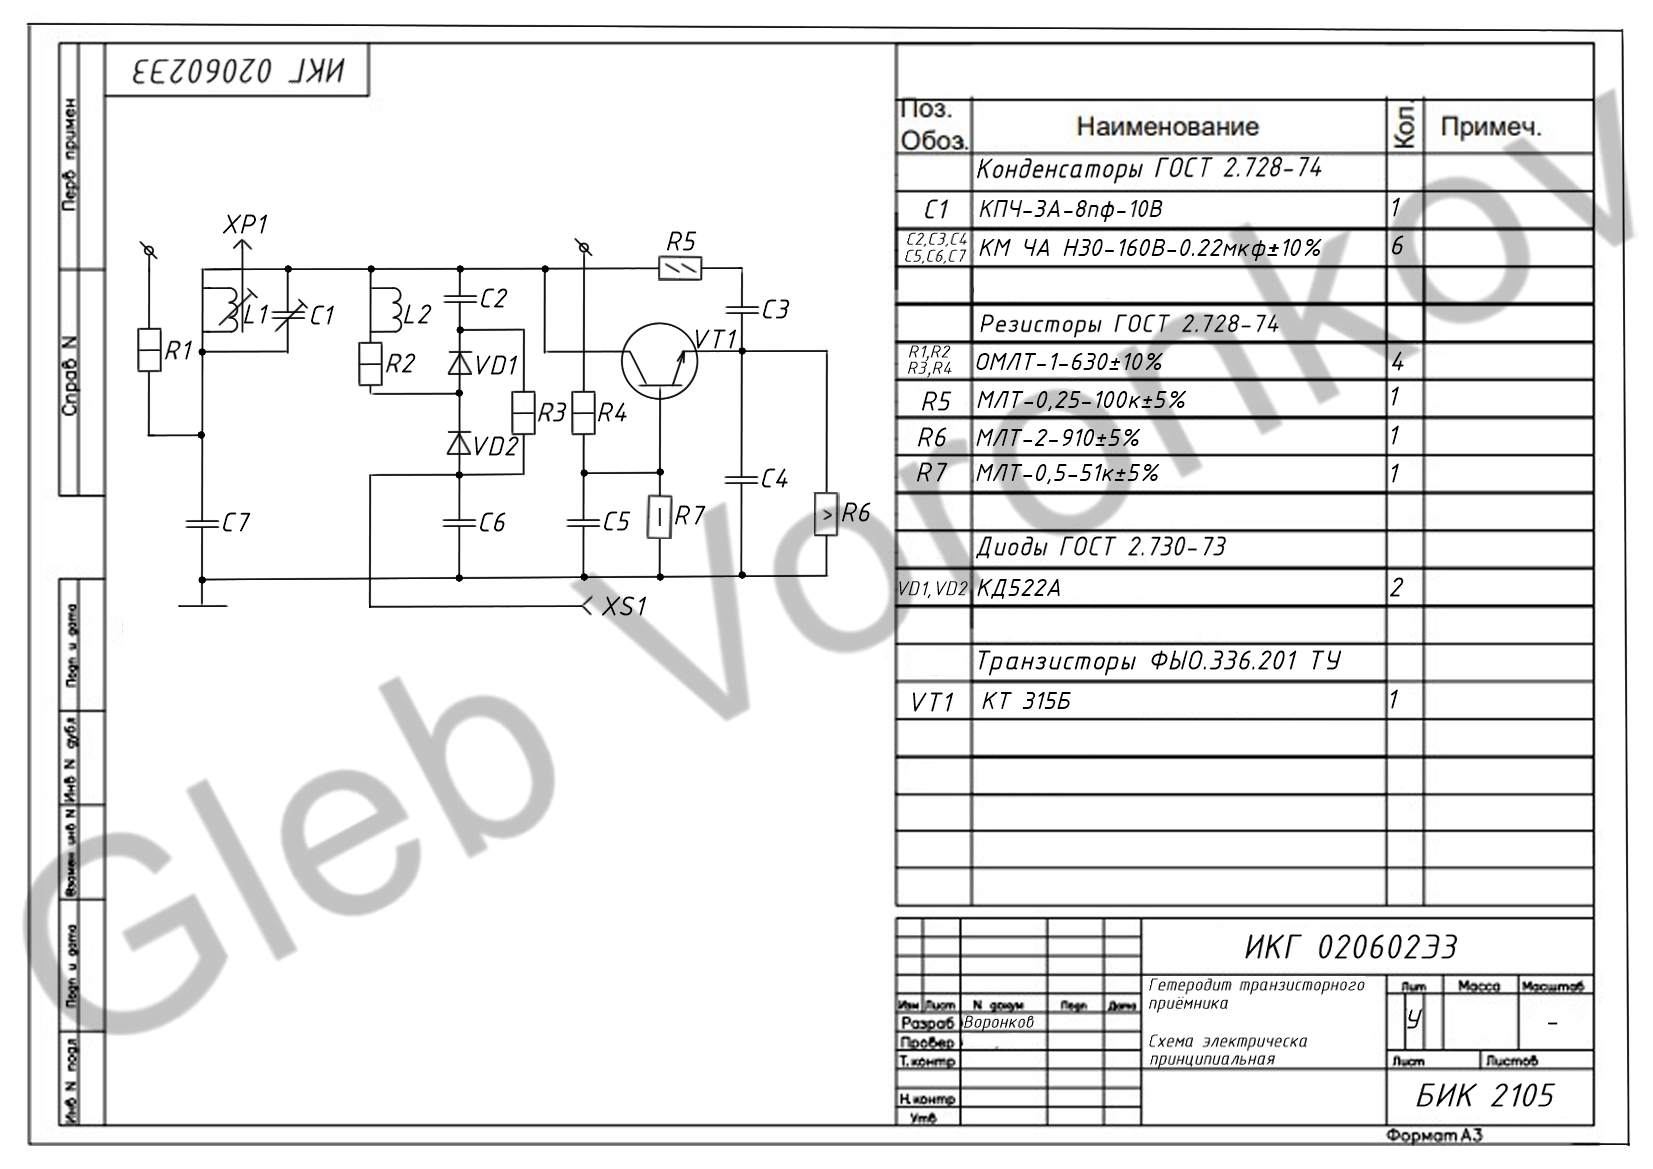 ИКГ 020602ЭЗ
Перв примен
Справ N
Подп и дата
Инв N дубл
Взамен инв N
Подп и дата
Инв N подл
XP1
R1
L1
C1
L2
R2
C2
VD1
VD2
R3
R4
R5
C3
VT1
C4
R6
R7
C5
C6
C7
XS1
Поз. Обоз. Наименование Кол. Примеч.
Конденсаторы ГОСТ 2.728-74
C1 КПЧ-3А-8пф-10В 1
C2,C3,C4
C5,C6,C7 КМ ЧА Н30-160В-0.22мкф±10% 6
Резисторы ГОСТ 2.728-74
R1,R2
R3,R4 ОМЛТ-1-630±10% 4
R5 МЛТ-0,25-100к±5% 1
R6 МЛТ-2-910±5% 1
R7 МЛТ-0,5-51к±5% 1
Диоды ГОСТ 2.730-73
VD1,VD2 КД522А 2
Транзисторы ФЫО.336.201 ТУ
VT1 КТ 315Б 1
ИКГ 020602ЭЗ
Изм Лист N докум Подп Дата
Разраб Воронков
Провер
Т.контр
Н.контр
Утв
Гетеродит транзисторного
приёмника
Схема электрическа
принципиальная
Лит Масса Масштаб
У -
Лист Листов
БИК 2105
Формат А3
Gleb Voronkov